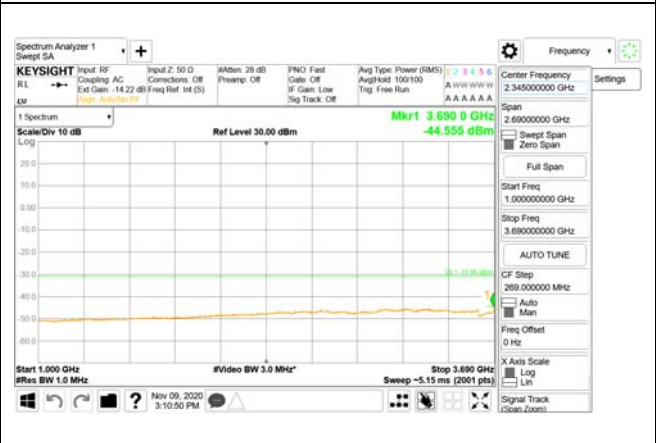 Spectrum Analyzer 1
Swept SA
+
Frequency
KEYSIGHT
RL
Input: RF
Coupling: AC
Ext Gain: -14.22 dB
Align: Auto/No RF
Input Z: 50 Ω
Corrections: Off
Freq Ref: Int (S)
#Atten: 28 dB
Preamp: Off
PNO: Fast
Gate: Off
IF Gain: Low
Sig Track: Off
Avg Type: Power (RMS)
Avg|Hold: 100/100
Trig: Free Run
1 2 3 4 5 6
A W W W W W
A A A A A A
1 Spectrum
Scale/Div 10 dB
Log
Ref Level 30.00 dBm
Mkr1 3.690 0 GHz
-44.555 dBm
20.0
10.0
0.00
-10.0
-20.0
-30.0
-40.0
-50.0
-60.0
1
Start 1.000 GHz
#Res BW 1.0 MHz
#Video BW 3.0 MHz*
Stop 3.690 GHz
Sweep ~5.15 ms (2001 pts)
Nov 09, 2020
3:10:50 PM
Center Frequency
2.345000000 GHz
Settings
Span
2.69000000 GHz
Swept Span
Zero Span
Full Span
Start Freq
1.000000000 GHz
Stop Freq
3.690000000 GHz
AUTO TUNE
CF Step
269.000000 MHz
Auto
Man
Freq Offset
0 Hz
X Axis Scale
Log
Lin
Signal Track
(Span Zoom)